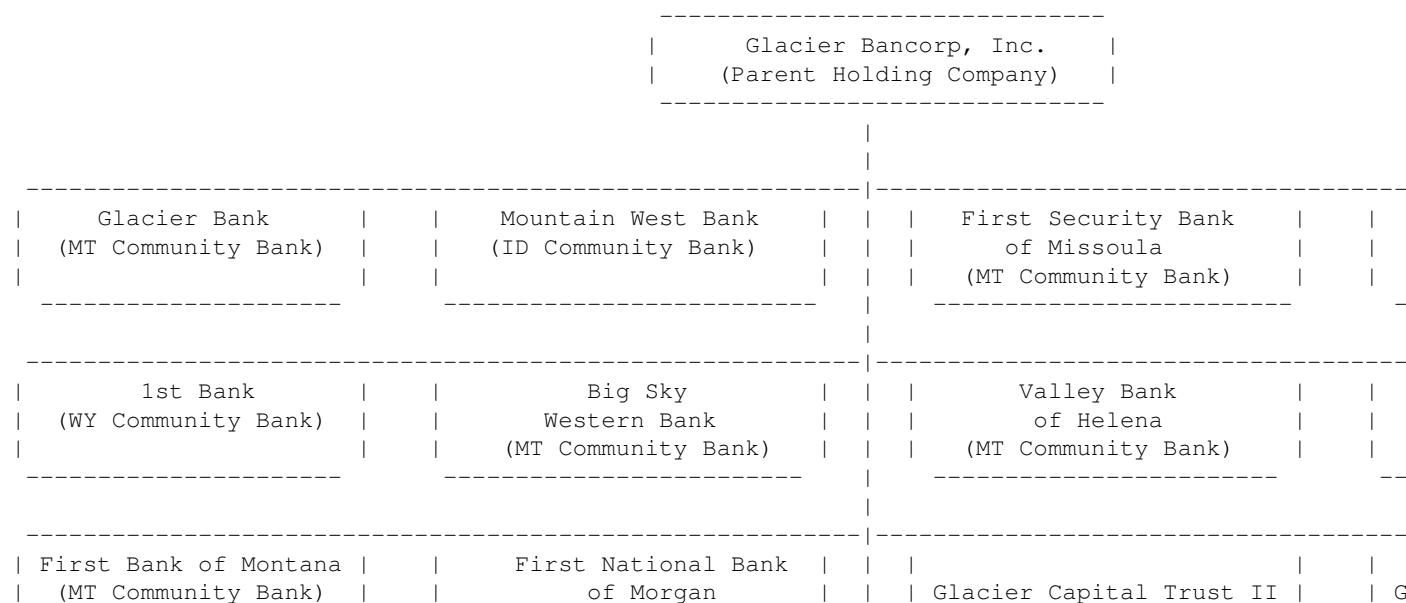 Glacier Bancorp, Inc.
(Parent Holding Company)
Glacier Bank Mountain West Bank First Security Bank
(MT Community Bank) (ID Community Bank) of Missoula
(MT Community Bank)
1st Bank Big Sky Valley Bank
(WY Community Bank) Western Bank of Helena
(MT Community Bank) (MT Community Bank)
First Bank of Montana First National Bank
(MT Community Bank) of Morgan Glacier Capital Trust II G